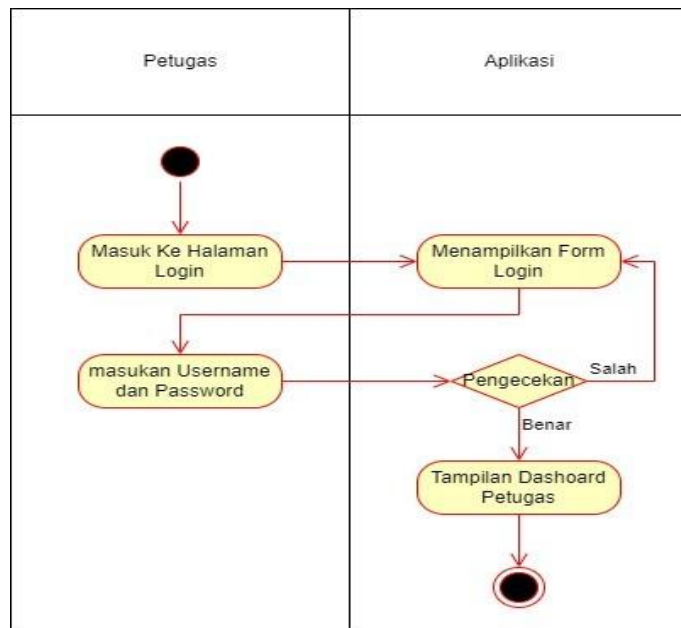 Petugas
Aplikasi
Masuk Ke Halaman
Login
Menampilkan Form
Login
masukan Username
dan Password
Pengecekan
Salah
Benar
Tampilan Dashoard
Petugas